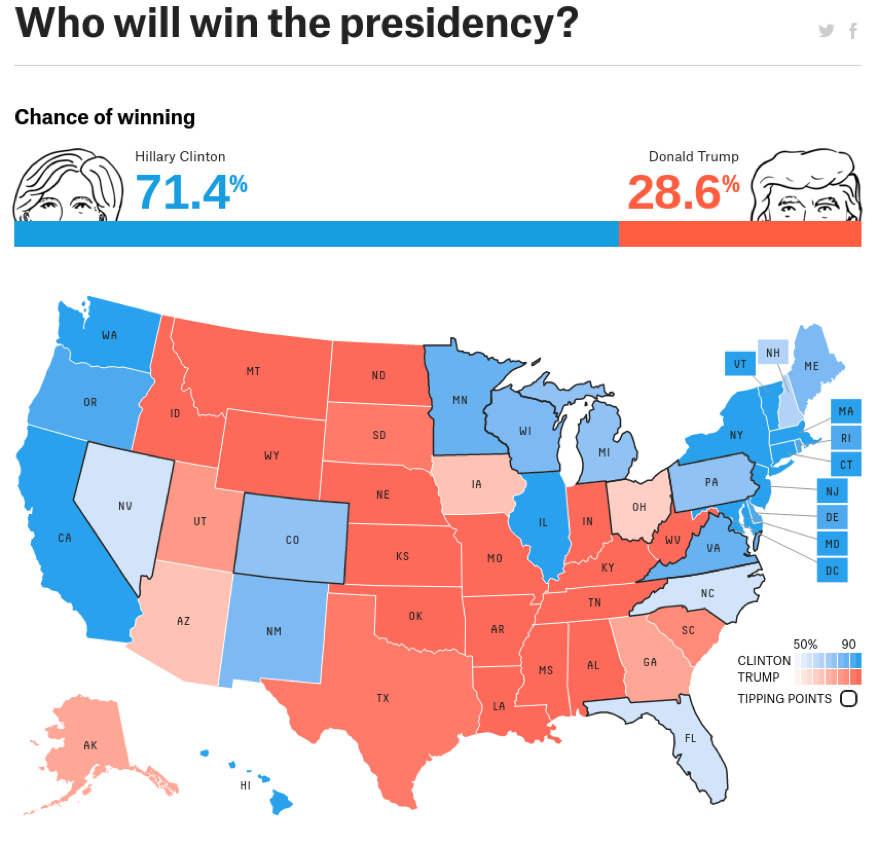 Who will win the presidency?
Chance of winning
Hillary Clinton
Donald Trump
71.4%
28.6%
WA
MT
ND
MN
VT
NH
ME
OR
ID
SD
WI
MI
NY
MA
RI
CT
WY
NE
IA
PA
NJ
NV
UT
CO
IL
IN
OH
DE
CA
KS
MO
WV
VA
MD
KY
DC
AZ
NM
OK
AR
TN
NC
SC
TX
LA
MS
AL
GA
50% 90
CLINTON
TRUMP
TIPPING POINTS
FL
AK
HI